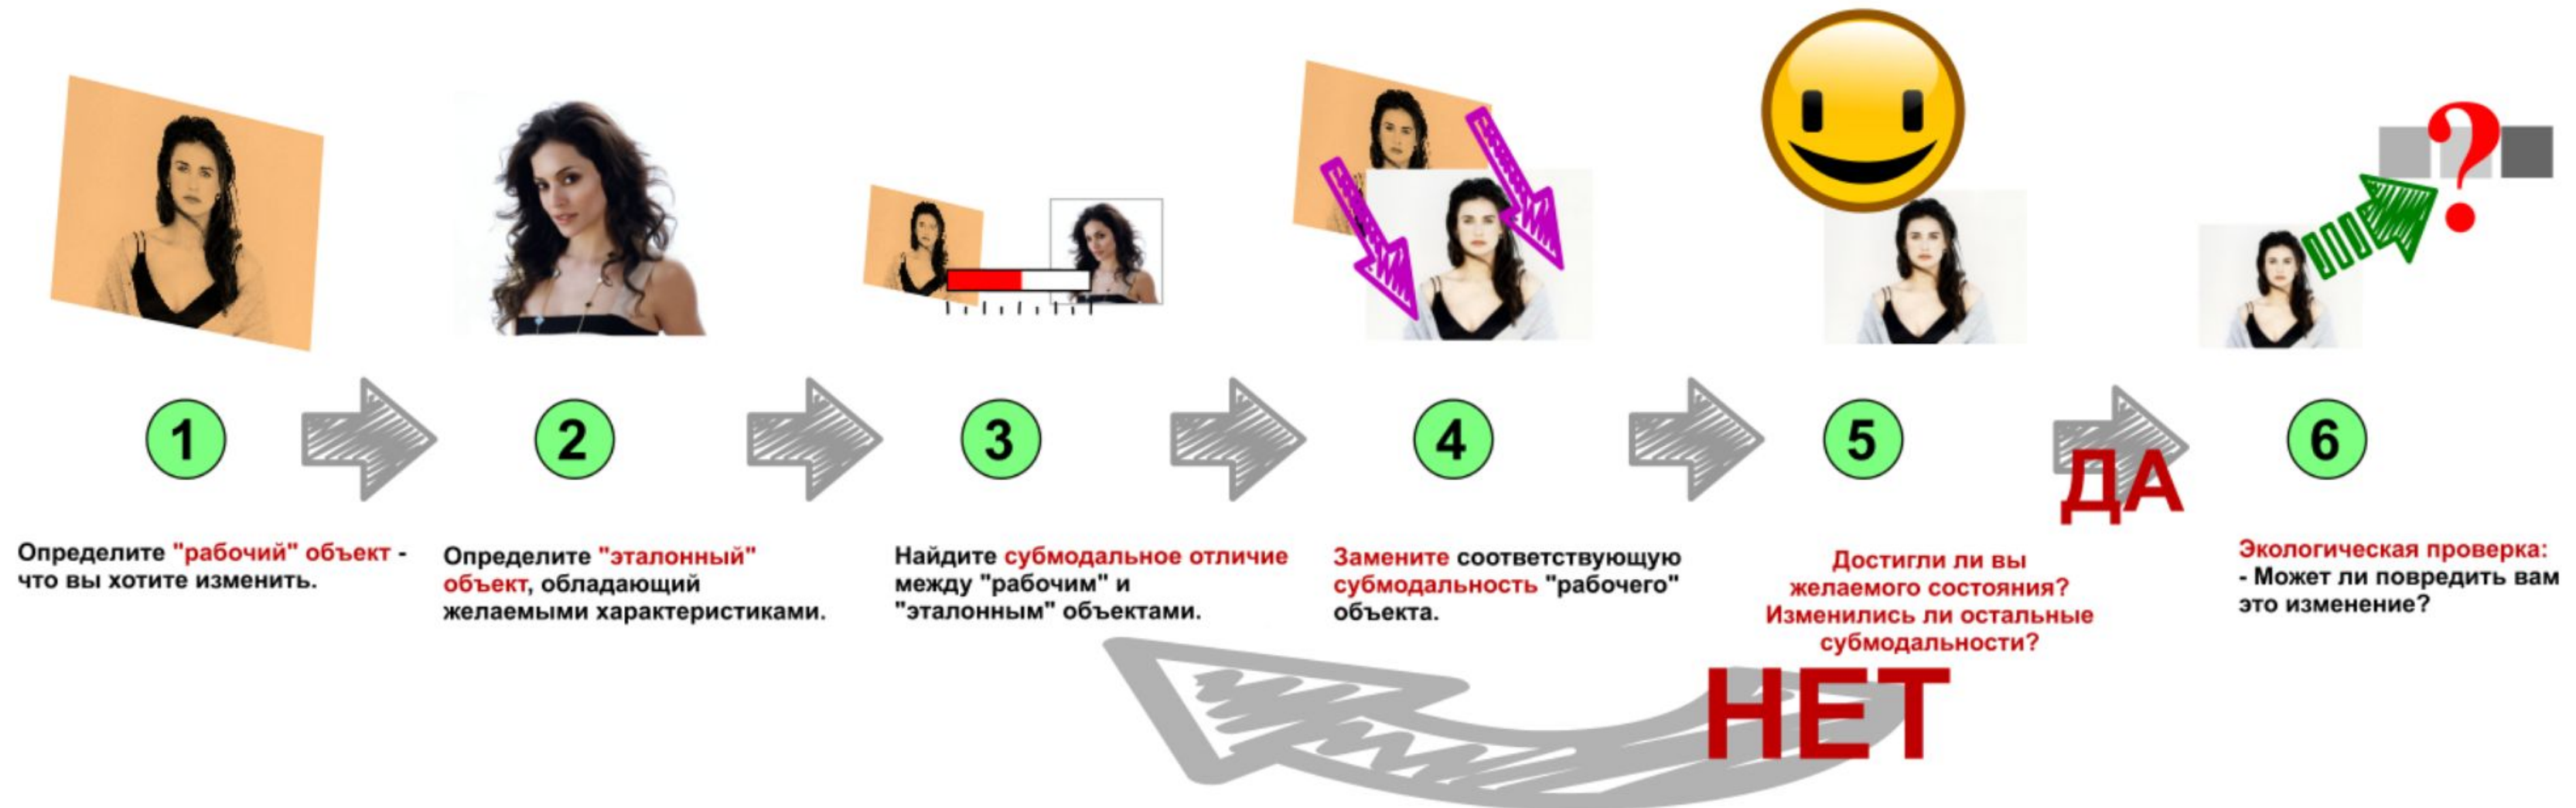 1
Определите "рабочий" объект -
что вы хотите изменить.
2
Определите "эталонный"
объект, обладающий
желаемыми характеристиками.
3
Найдите субмодальное отличие
между "рабочим" и
"эталонным" объектами.
4
Замените соответствующую
субмодальность "рабочего"
объекта.
5
Достигли ли вы
желаемого состояния?
Изменились ли остальные
субмодальности?
НЕТ
ДА
?
6
Экологическая проверка:
- Может ли повредить вам
это изменение?